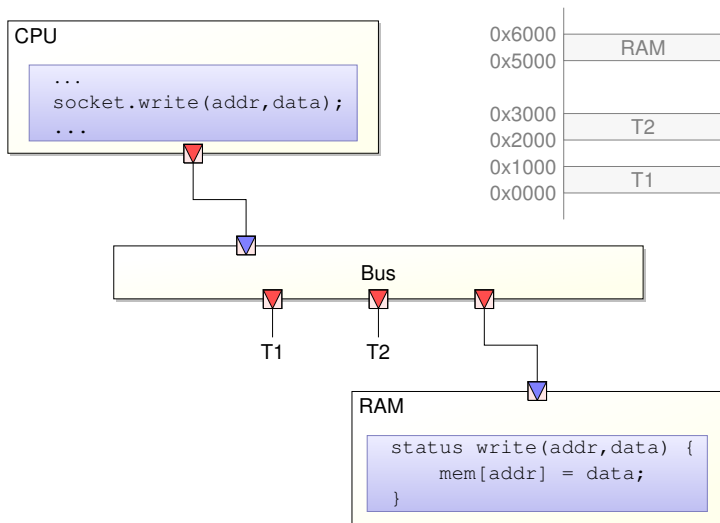 CPU
...
socket.write(addr,data);
...
0x6000
RAM
0x5000
0x3000
T2
0x2000
0x1000
T1
0x0000
Bus
T1 T2
RAM
status write(addr,data) {
mem[addr] = data;
}